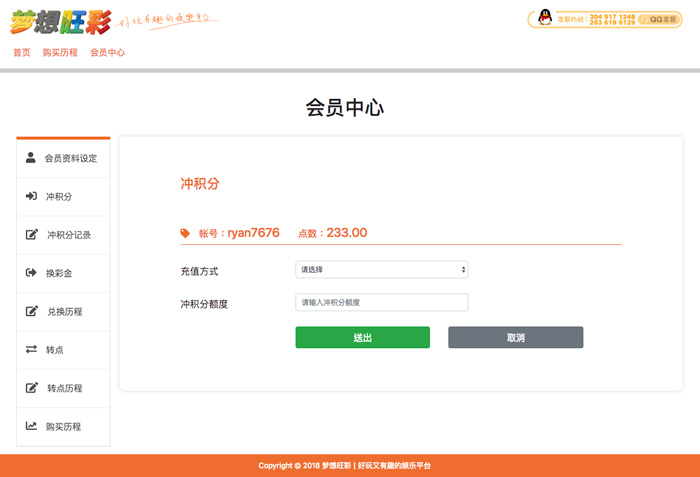 梦想旺彩 好玩有趣的娱乐平台
客服热线: 304 917 1248
263 619 6129
QQ客服
首页 购买历程 会员中心
会员中心
会员资料设定
冲积分
冲积分记录
换彩金
兑换历程
转点
转点历程
购买历程
冲积分
帐号：ryan7676 点数：233.00
充值方式 请选择
冲积分额度 请输入冲积分额度
送出 取消
Copyright © 2018 梦想旺彩 | 好玩又有趣的娱乐平台